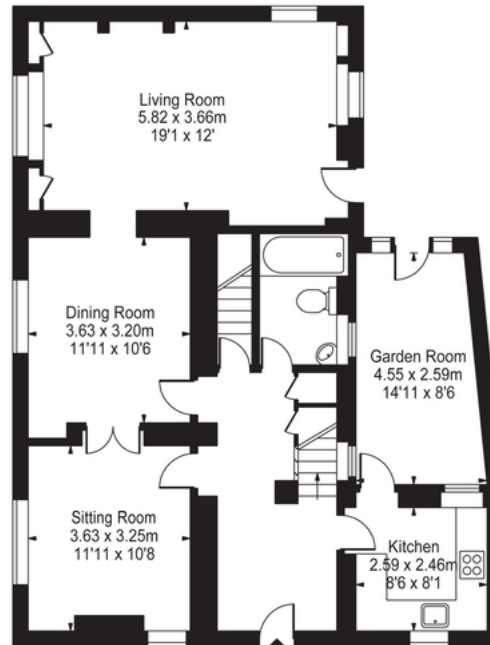 Living Room
5.82 x 3.66m
19'1 x 12'
Dining Room
3.63 x 3.20m
11'11 x 10'6
Garden Room
4.55 x 2.59m
14'11 x 8'6
Sitting Room
3.63 x 3.25m
11'11 x 10'8
Kitchen
2.59 x 2.46m
8'6 x 8'1